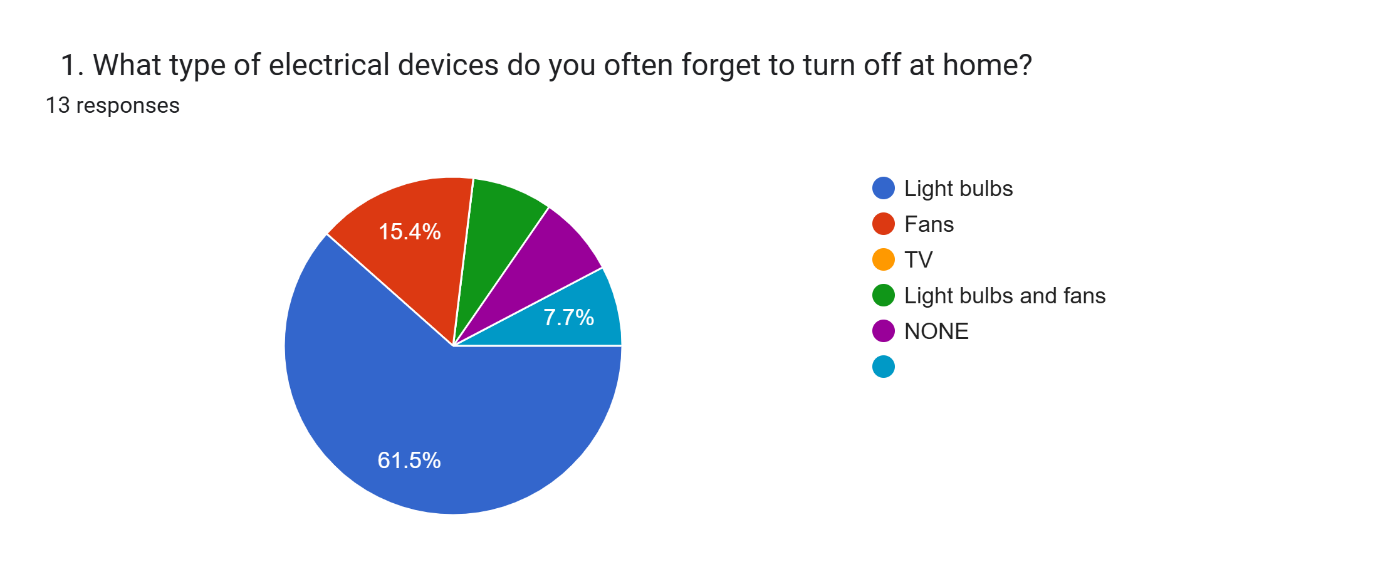 1. What type of electrical devices do you often forget to turn off at home?
13 responses
15.4%
7.7%
61.5%
Light bulbs
Fans
TV
Light bulbs and fans
NONE